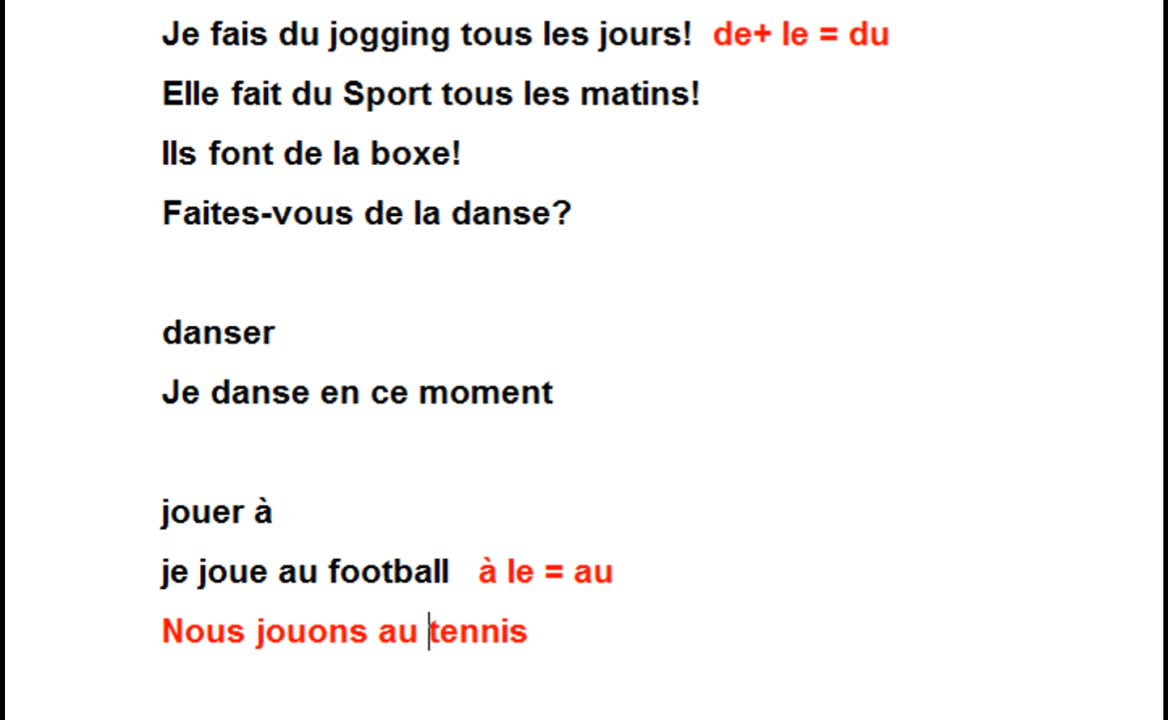 Je fais du jogging tous les jours! de+ le = du
Elle fait du Sport tous les matins!
Ils font de la boxe!
Faites-vous de la danse?
danser
Je danse en ce moment
jouer à
je joue au football à le = au
Nous jouons au tennis